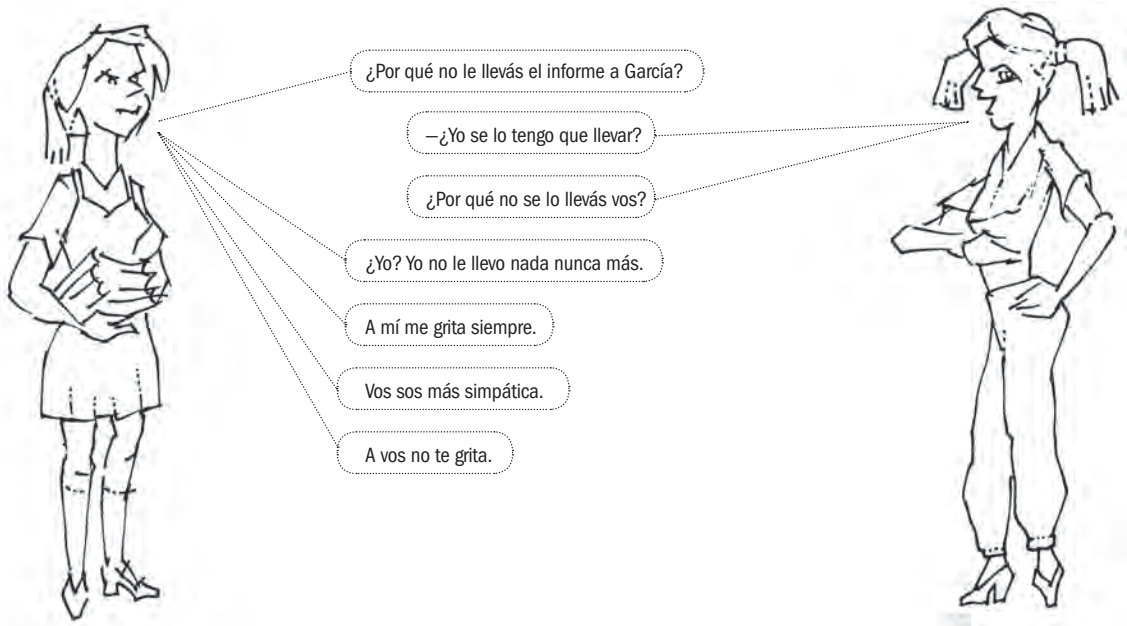 ¿Por qué no le llevás el informe a García?
—¿Yo se lo tengo que llevar?
¿Por qué no se lo llevás vos?
¿Yo? Yo no le llevo nada nunca más.
A mí me grita siempre.
Vos sos más simpática.
A vos no te grita.